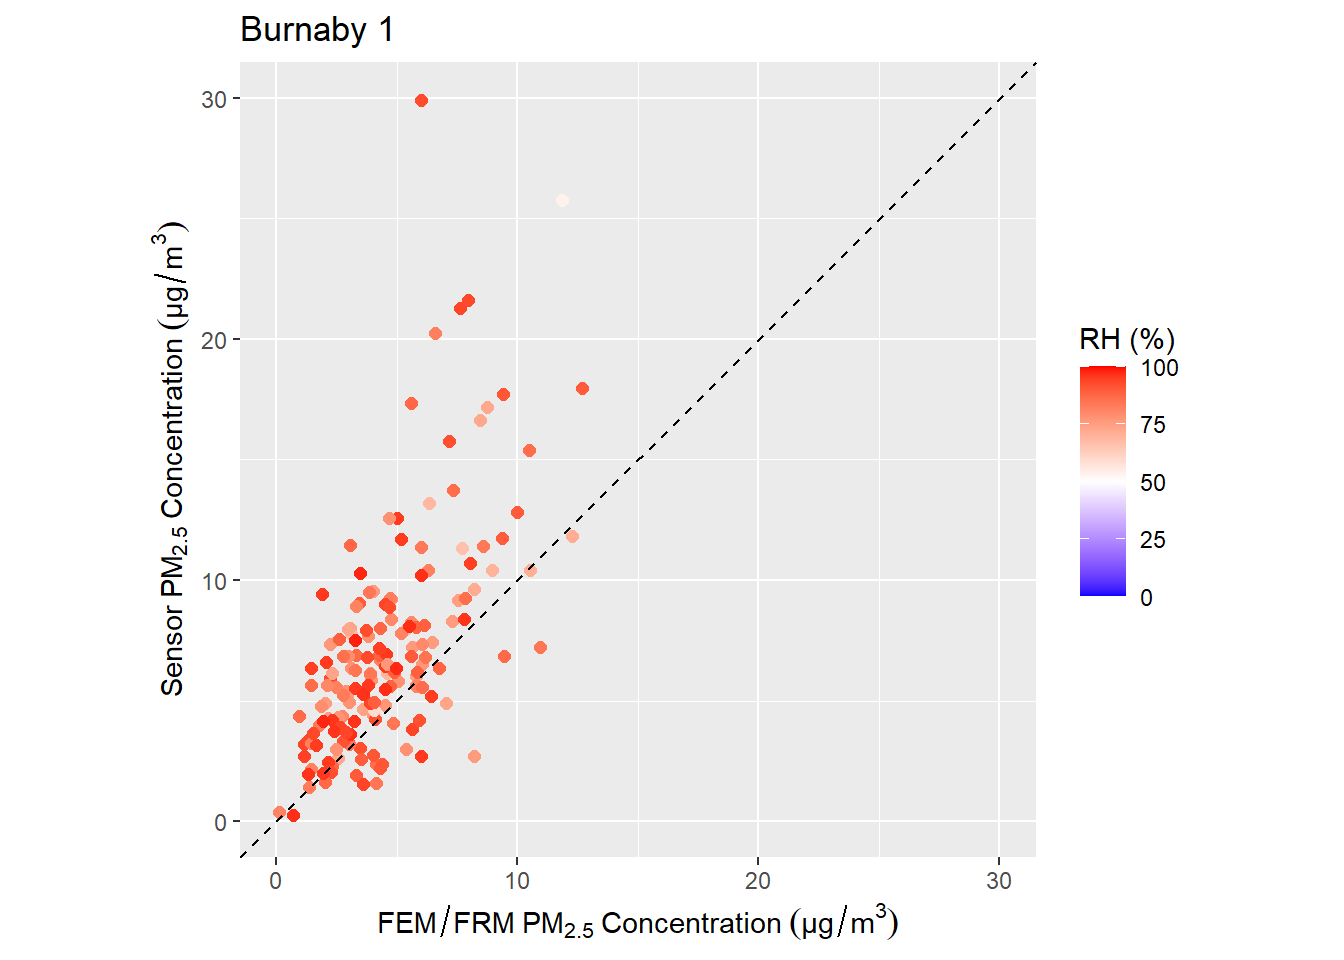 Burnaby 1
Sensor PM2.5 Concentration (μg/m3)
30
20
10
0
0 10 20 30
FEM/FRM PM2.5 Concentration (μg/m3)
RH (%)
100
75
50
25
0